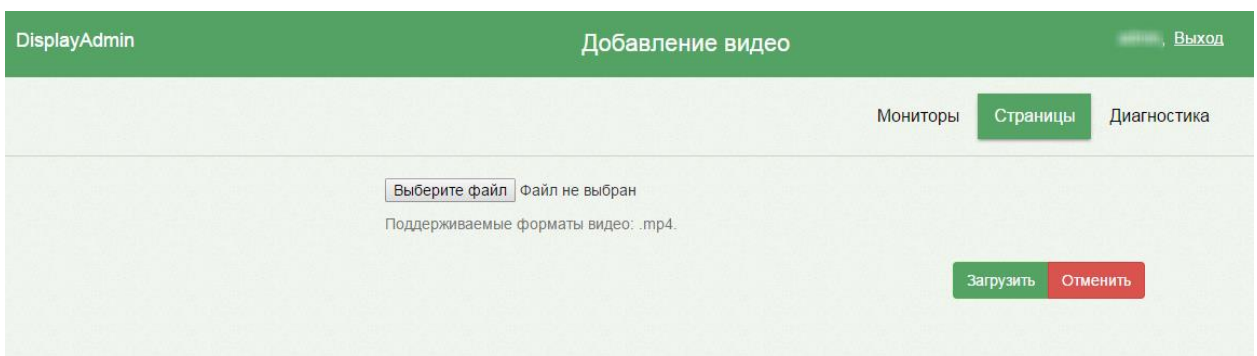 DisplayAdmin
Добавление видео
, Выход
Мониторы
Страницы
Диагностика
Выберите файл Файл не выбран
Поддерживаемые форматы видео: .mp4.
Загрузить
Отменить